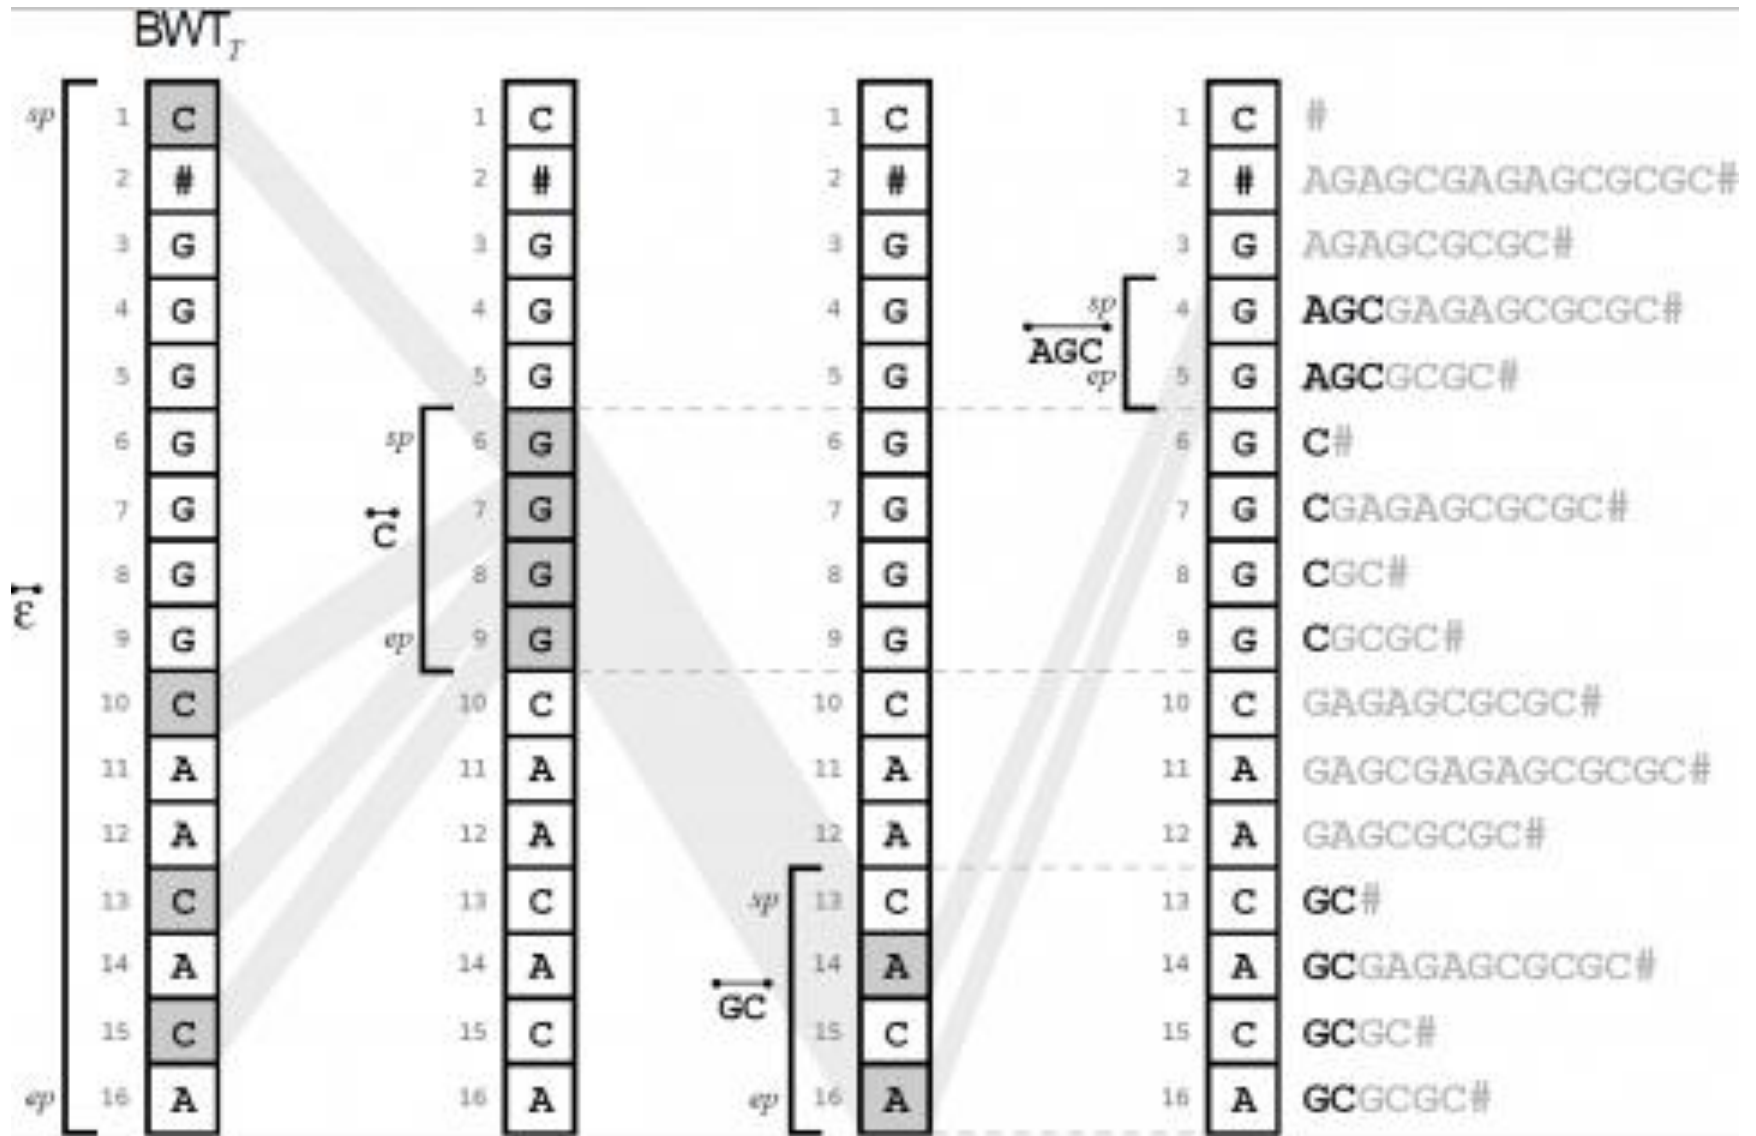 BWT_T
sp 1 C 1 C 1 C 1 C #
2 # 2 # 2 # 2 # AGAGCGAGAGCGCGC#
3 G 3 G 3 G 3 G AGAGCGCGC#
4 G 4 G 4 G sp 4 G AGCGAGAGCGCGC#
AGC
5 G 5 G 5 G ep 5 G AGCGCGC#
6 G sp 6 G 6 G 6 G C#
7 G 7 G 7 G 7 G CGAGAGCGCGC#
C
8 G 8 G 8 G 8 G CGC#
ε
9 G ep 9 G 9 G 9 G CGCGC#
10 C 10 C 10 C 10 C GAGAGCGCGC#
11 A 11 A 11 A 11 A GAGCGAGAGCGCGC#
12 A 12 A 12 A 12 A GAGCGCGC#
13 C 13 C sp 13 C 13 C GC#
14 A 14 A 14 A 14 A GCGAGAGCGCGC#
GC
15 C 15 C 15 C 15 C GCGC#
ep 16 A 16 A ep 16 A 16 A GCGCGC#